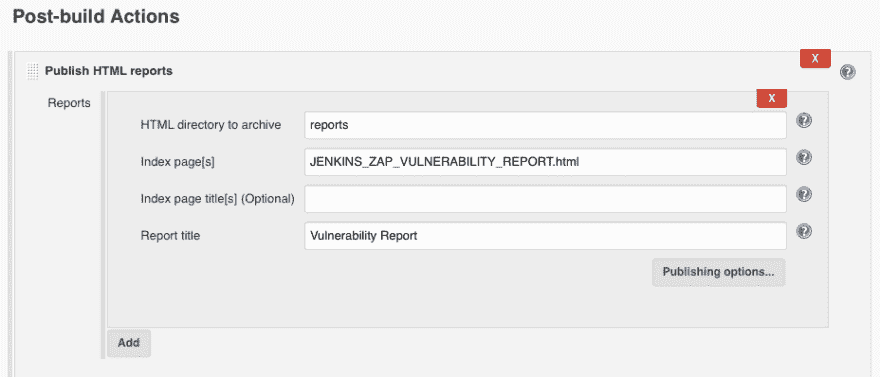 Post-build Actions
X
Publish HTML reports
?
Reports
X
HTML directory to archive
reports
?
Index page[s]
JENKINS_ZAP_VULNERABILITY_REPORT.html
?
Index page title[s] (Optional)
?
Report title
Vulnerability Report
?
Publishing options...
Add